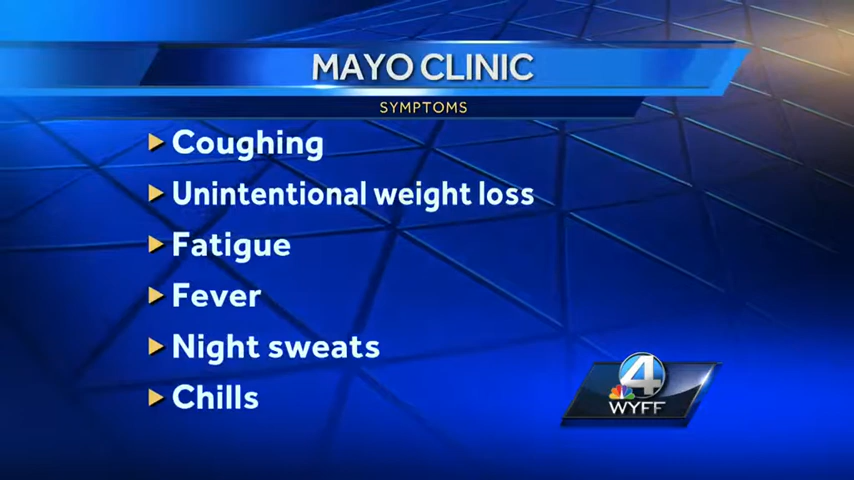 MAYO CLINIC
SYMPTOMS
Coughing
Unintentional weight loss
Fatigue
Fever
Night sweats
Chills
4
WYFF